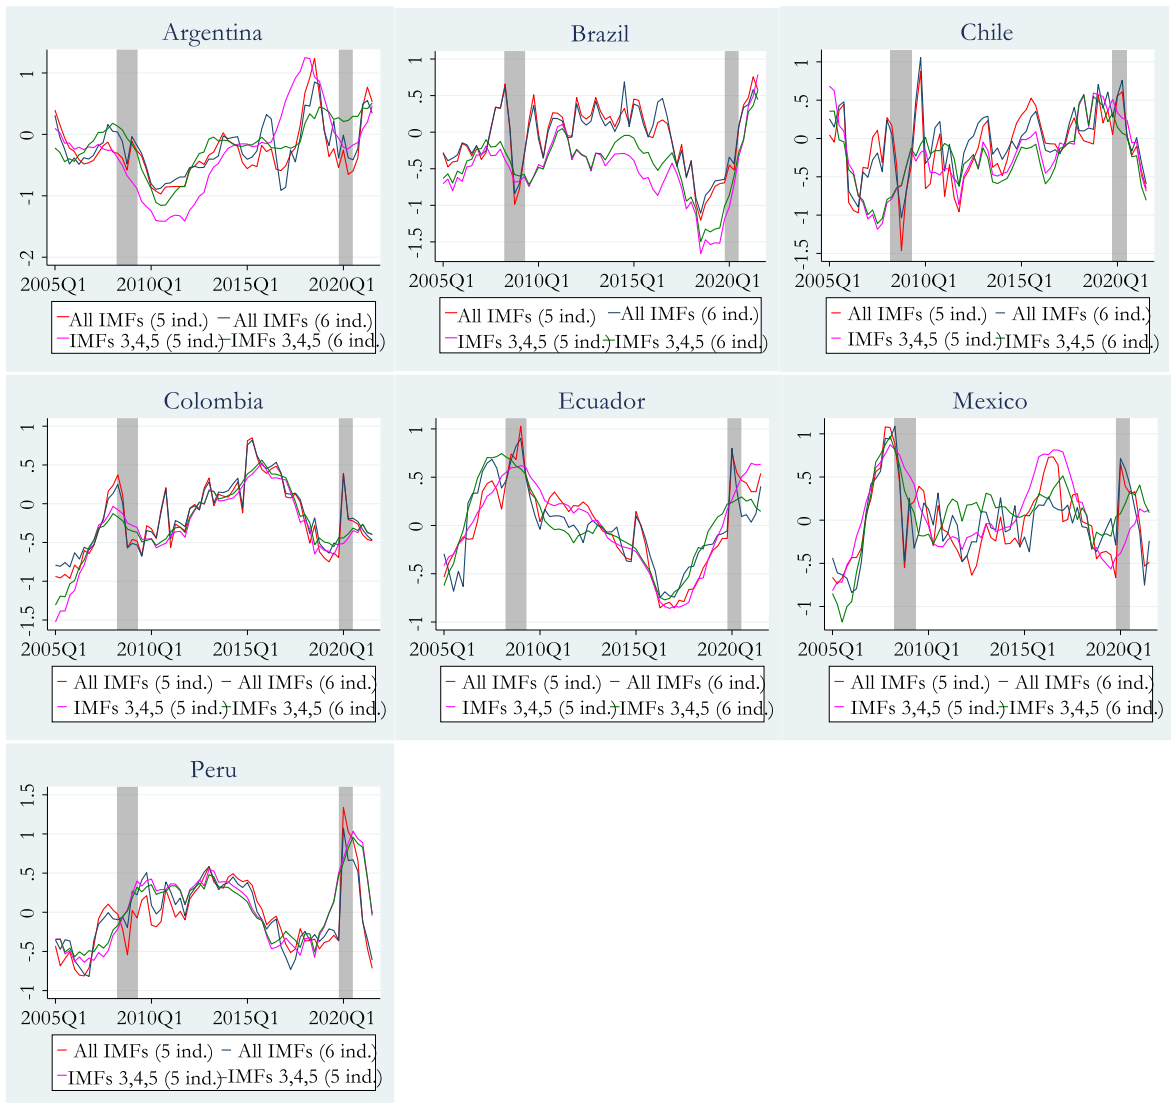 Argentina
1
0
-1
-2
2005Q1 2010Q1 2015Q1 2020Q1
All IMFs (5 ind.) All IMFs (6 ind.)
IMFs 3,4,5 (5 ind.) IMFs 3,4,5 (6 ind.)
Brazil
1
.5
0
-.5
-1
-1.5
2005Q1 2010Q1 2015Q1 2020Q1
All IMFs (5 ind.) All IMFs (6 ind.)
IMFs 3,4,5 (5 ind.) IMFs 3,4,5 (6 ind.)
Chile
1
.5
0
-.5
-1
-1.5
2005Q1 2010Q1 2015Q1 2020Q1
All IMFs (5 ind.) All IMFs (6 ind.)
IMFs 3,4,5 (5 ind.) IMFs 3,4,5 (6 ind.)
Colombia
1
.5
0
-.5
-1
-1.5
2005Q1 2010Q1 2015Q1 2020Q1
All IMFs (5 ind.) All IMFs (6 ind.)
IMFs 3,4,5 (5 ind.) IMFs 3,4,5 (6 ind.)
Ecuador
1
.5
0
-.5
-1
2005Q1 2010Q1 2015Q1 2020Q1
All IMFs (5 ind.) All IMFs (6 ind.)
IMFs 3,4,5 (5 ind.) IMFs 3,4,5 (6 ind.)
Mexico
1
.5
0
-.5
-1
2005Q1 2010Q1 2015Q1 2020Q1
All IMFs (5 ind.) All IMFs (6 ind.)
IMFs 3,4,5 (5 ind.) IMFs 3,4,5 (6 ind.)
Peru
1.5
1
.5
0
-.5
-1
2005Q1 2010Q1 2015Q1 2020Q1
All IMFs (5 ind.) All IMFs (6 ind.)
IMFs 3,4,5 (5 ind.) IMFs 3,4,5 (5 ind.)